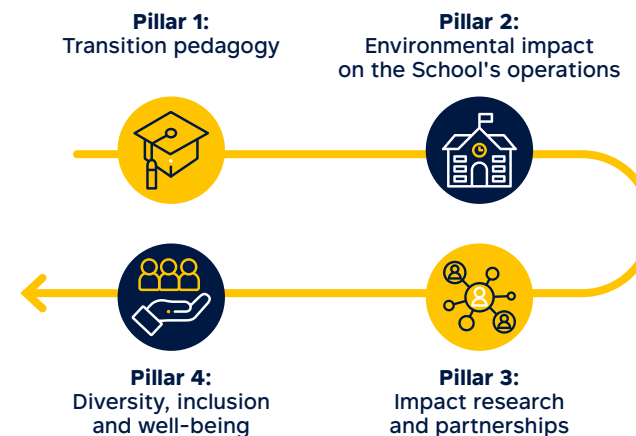 Pillar 1:
Transition pedagogy
Pillar 2:
Environmental impact
on the School's operations
Pillar 4:
Diversity, inclusion
and well-being
Pillar 3:
Impact research
and partnerships